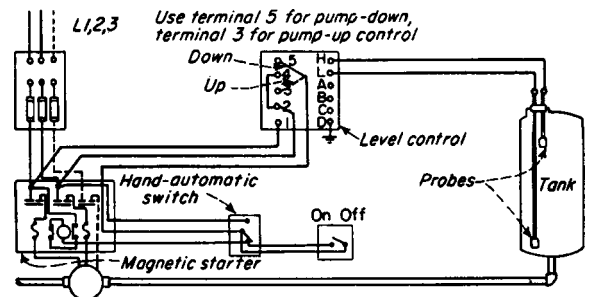 L1,2,3
Use terminal 5 for pump-down,
terminal 3 for pump-up control
Down
Up
5
4
3
2
1
H
L
A
B
C
D
Level control
Hand-automatic
switch
On Off
Probes
Tank
Magnetic starter